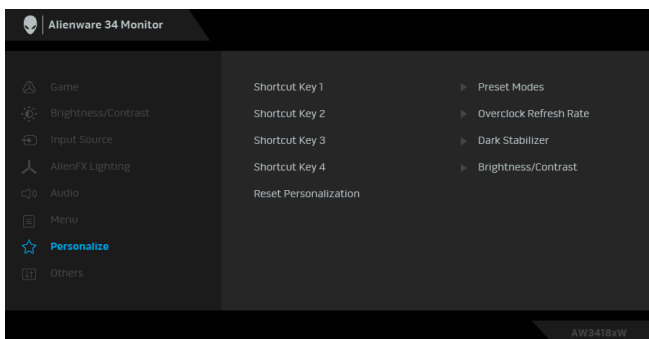 Alienware 34 Monitor
Game
Brightness/Contrast
Input Source
AlienFX Lighting
Audio
Menu
Personalize
Others
Shortcut Key 1 Preset Modes
Shortcut Key 2 Overclock Refresh Rate
Shortcut Key 3 Dark Stabilizer
Shortcut Key 4 Brightness/Contrast
Reset Personalization
AW3418xW